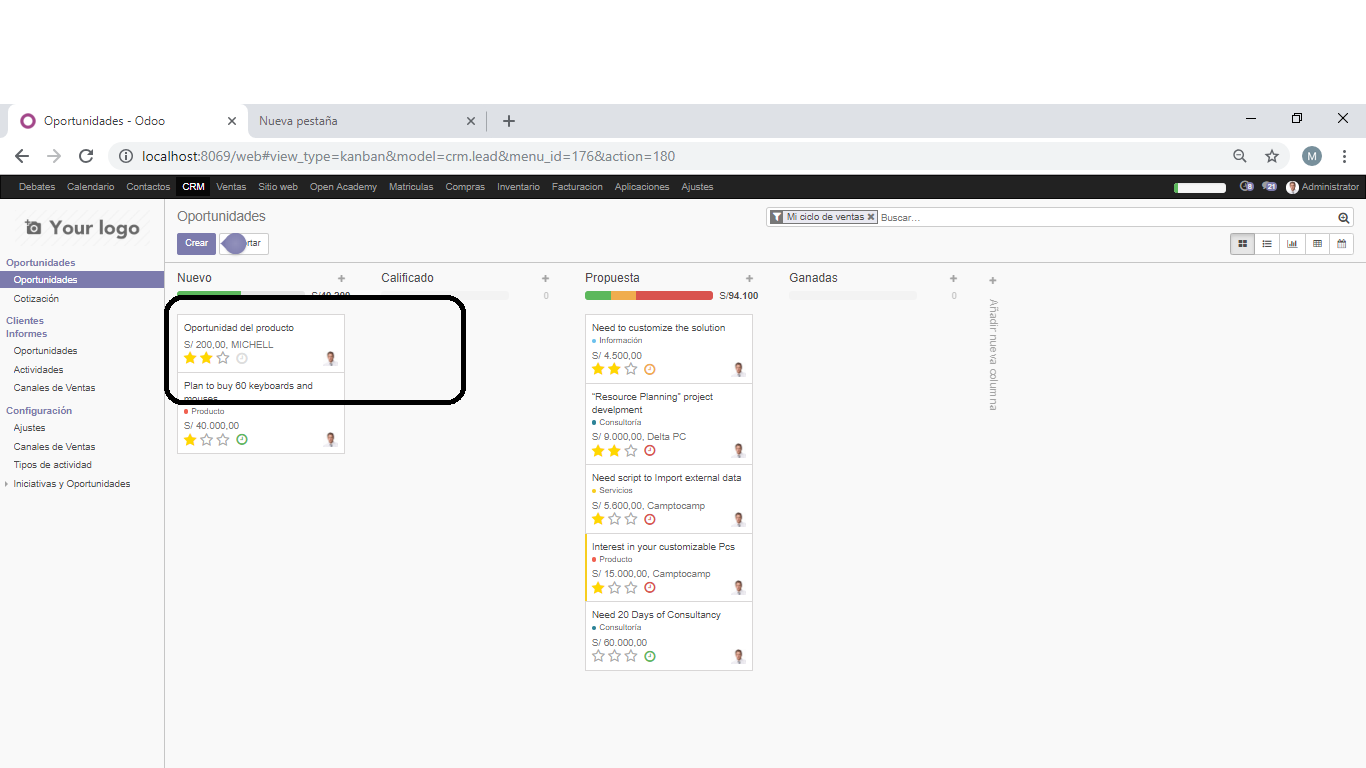 Oportunidades - Odoo
Nueva pestaña
localhost:8069/web#view_type=kanban&model=crm.lead&menu_id=176&action=180
M
Debates Calendario Contactos CRM Ventas Sitio web Open Academy Matriculas Compras Inventario Facturacion Aplicaciones Ajustes
8 21 Administrator
Your logo
Oportunidades
Oportunidades
Cotización
Clientes
Informes
Oportunidades
Actividades
Canales de Ventas
Configuración
Ajustes
Canales de Ventas
Tipos de actividad
Iniciativas y Oportunidades
Oportunidades
Mi ciclo de ventas Buscar...
Crear
rtar
Nuevo
Oportunidad del producto
S/ 200,00, MICHELL
Plan to buy 60 keyboards and
mouses
Producto
S/ 40.000,00
Calificado
0
Propuesta
S/94.100
Need to customize the solution
Información
S/ 4.500,00
"Resource Planning" project
develpment
Consultoría
S/ 9.000,00, Delta PC
Need script to Import external data
Servicios
S/ 5.600,00, Camptocamp
Interest in your customizable Pcs
Producto
S/ 15.000,00, Camptocamp
Need 20 Days of Consultancy
Consultoría
S/ 60.000,00
Ganadas
0
Añadir nueva columna